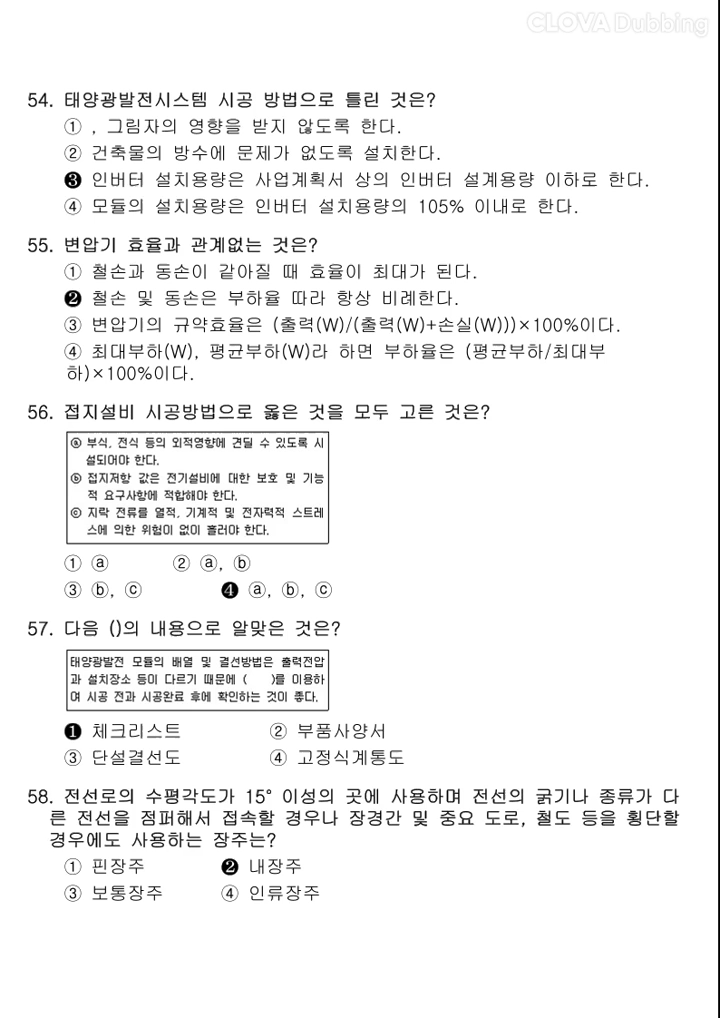 CLOVA Dubbing
54. 태양광발전시스템 시공 방법으로 틀린 것은?
① , 그림자의 영향을 받지 않도록 한다.
② 건축물의 방수에 문제가 없도록 설치한다.
❸ 인버터 설치용량은 사업계획서 상의 인버터 설계용량 이하로 한다.
④ 모듈의 설치용량은 인버터 설치용량의 105% 이내로 한다.
55. 변압기 효율과 관계없는 것은?
① 철손과 동손이 같아질 때 효율이 최대가 된다.
❷ 철손 및 동손은 부하율 따라 항상 비례한다.
③ 변압기의 규약효율은 (출력(W)/(출력(W)+손실(W)))×100%이다.
④ 최대부하(W), 평균부하(W)라 하면 부하율은 (평균부하/최대부
하)×100%이다.
56. 접지설비 시공방법으로 옳은 것을 모두 고른 것은?
ⓐ 부식, 전식 등의 외적영향에 견딜 수 있도록 시
설되어야 한다.
ⓑ 접지저항 값은 전기설비에 대한 보호 및 기능
적 요구사항에 적합해야 한다.
ⓒ 지락 전류를 열적, 기계적 및 전자력적 스트레
스에 의한 위험이 없이 흘러야 한다.
① ⓐ ② ⓐ, ⓑ
③ ⓑ, ⓒ ❹ ⓐ, ⓑ, ⓒ
57. 다음 ()의 내용으로 알맞은 것은?
태양광발전 모듈의 배열 및 결선방법은 출력전압
과 설치장소 등이 다르기 때문에 ( )를 이용하
여 시공 전과 시공완료 후에 확인하는 것이 좋다.
❶ 체크리스트 ② 부품사양서
③ 단설결선도 ④ 고정식계통도
58. 전선로의 수평각도가 15° 이성의 곳에 사용하며 전선의 굵기나 종류가 다
른 전선을 점퍼해서 접속할 경우나 장경간 및 중요 도로, 철도 등을 횡단할
경우에도 사용하는 장주는?
① 핀장주 ❷ 내장주
③ 보통장주 ④ 인류장주